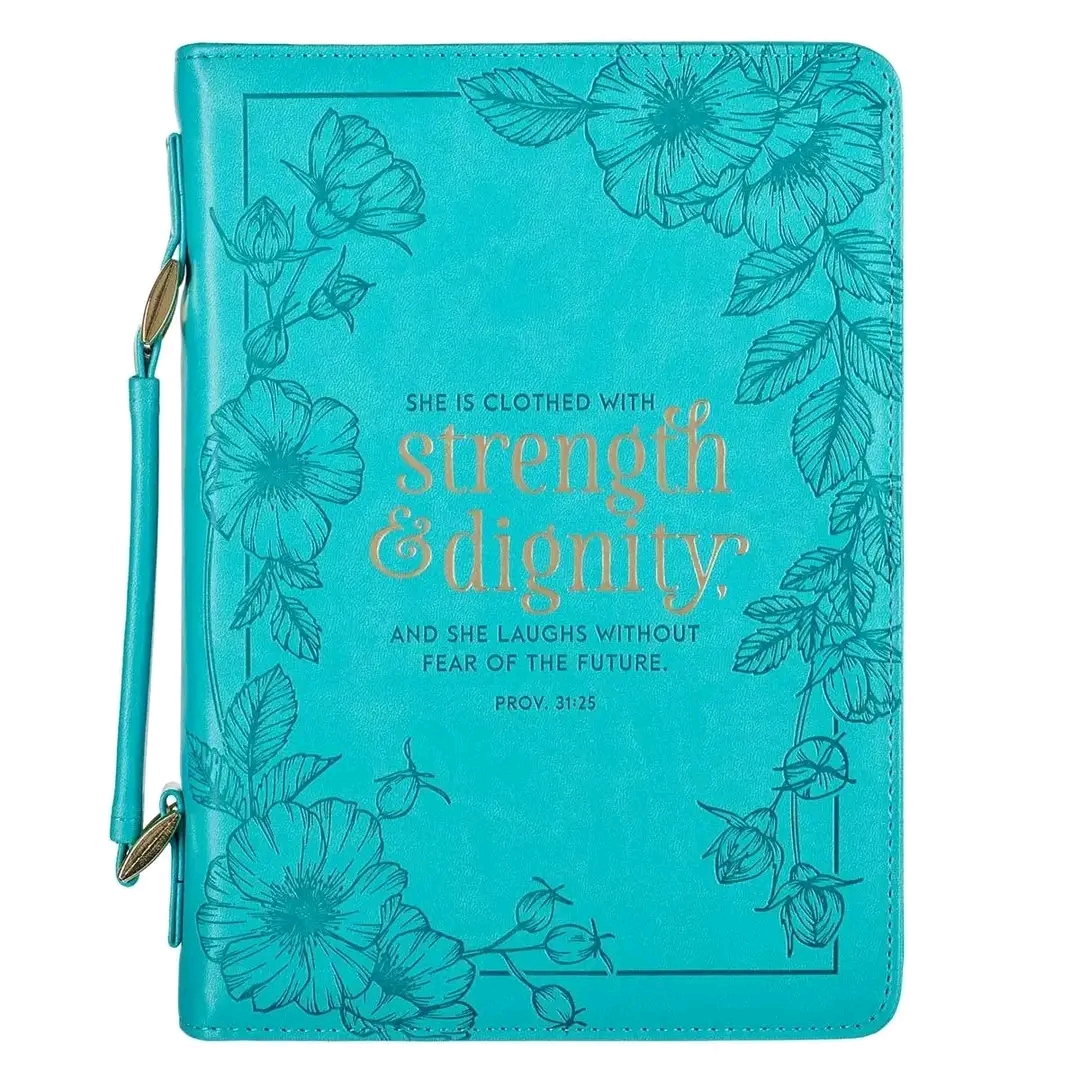 SHE IS CLOTHED WITH
strength
& dignity,
AND SHE LAUGHS WITHOUT
FEAR OF THE FUTURE.
PROV. 31:25